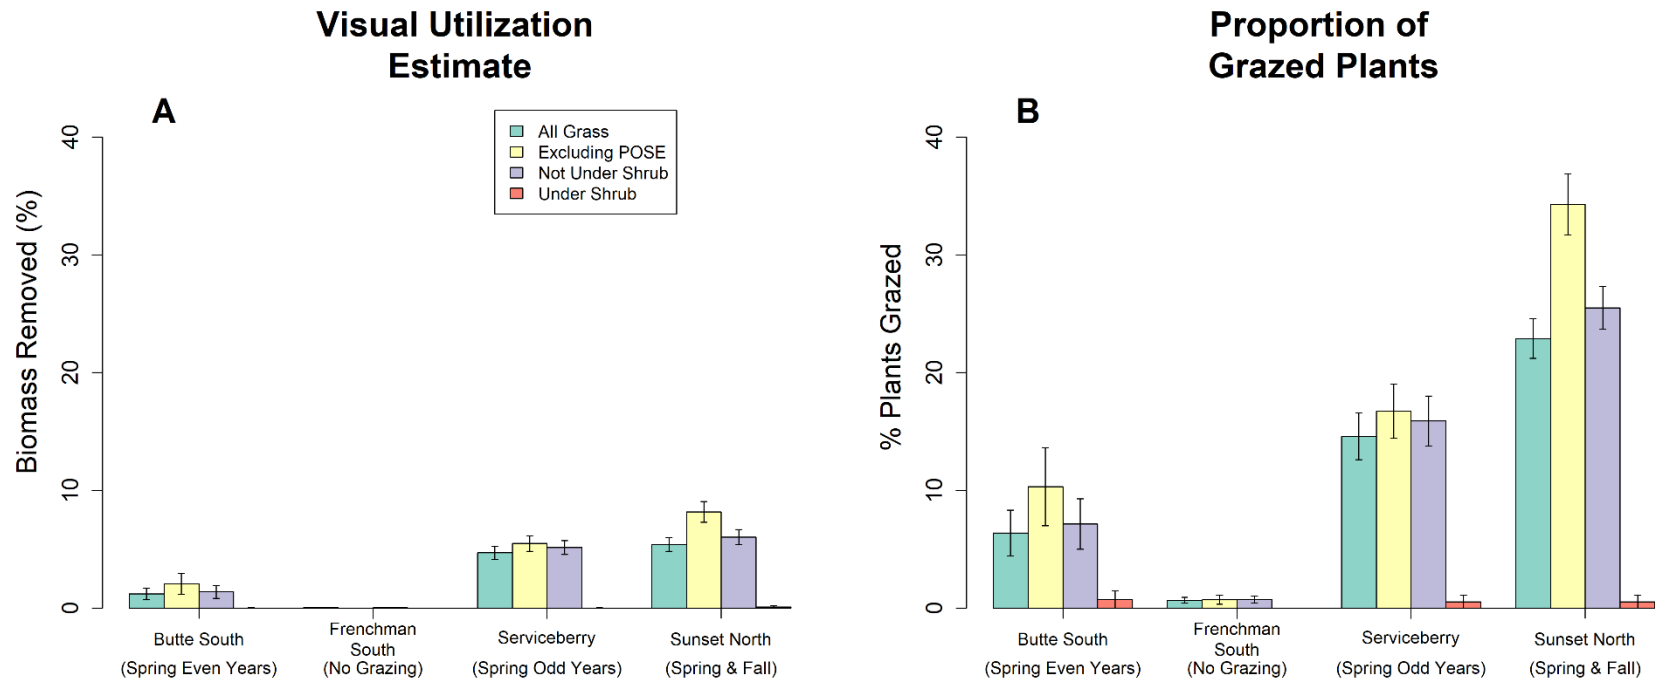 Visual Utilization
Estimate
A
All Grass
Excluding POSE
Not Under Shrub
Under Shrub
Biomass Removed (%)
40
30
20
10
0
Butte South
(Spring Even Years)
Frenchman
South
(No Grazing)
Serviceberry
(Spring Odd Years)
Sunset North
(Spring & Fall)
Proportion of
Grazed Plants
B
% Plants Grazed
40
30
20
10
0
Butte South
(Spring Even Years)
Frenchman
South
(No Grazing)
Serviceberry
(Spring Odd Years)
Sunset North
(Spring & Fall)